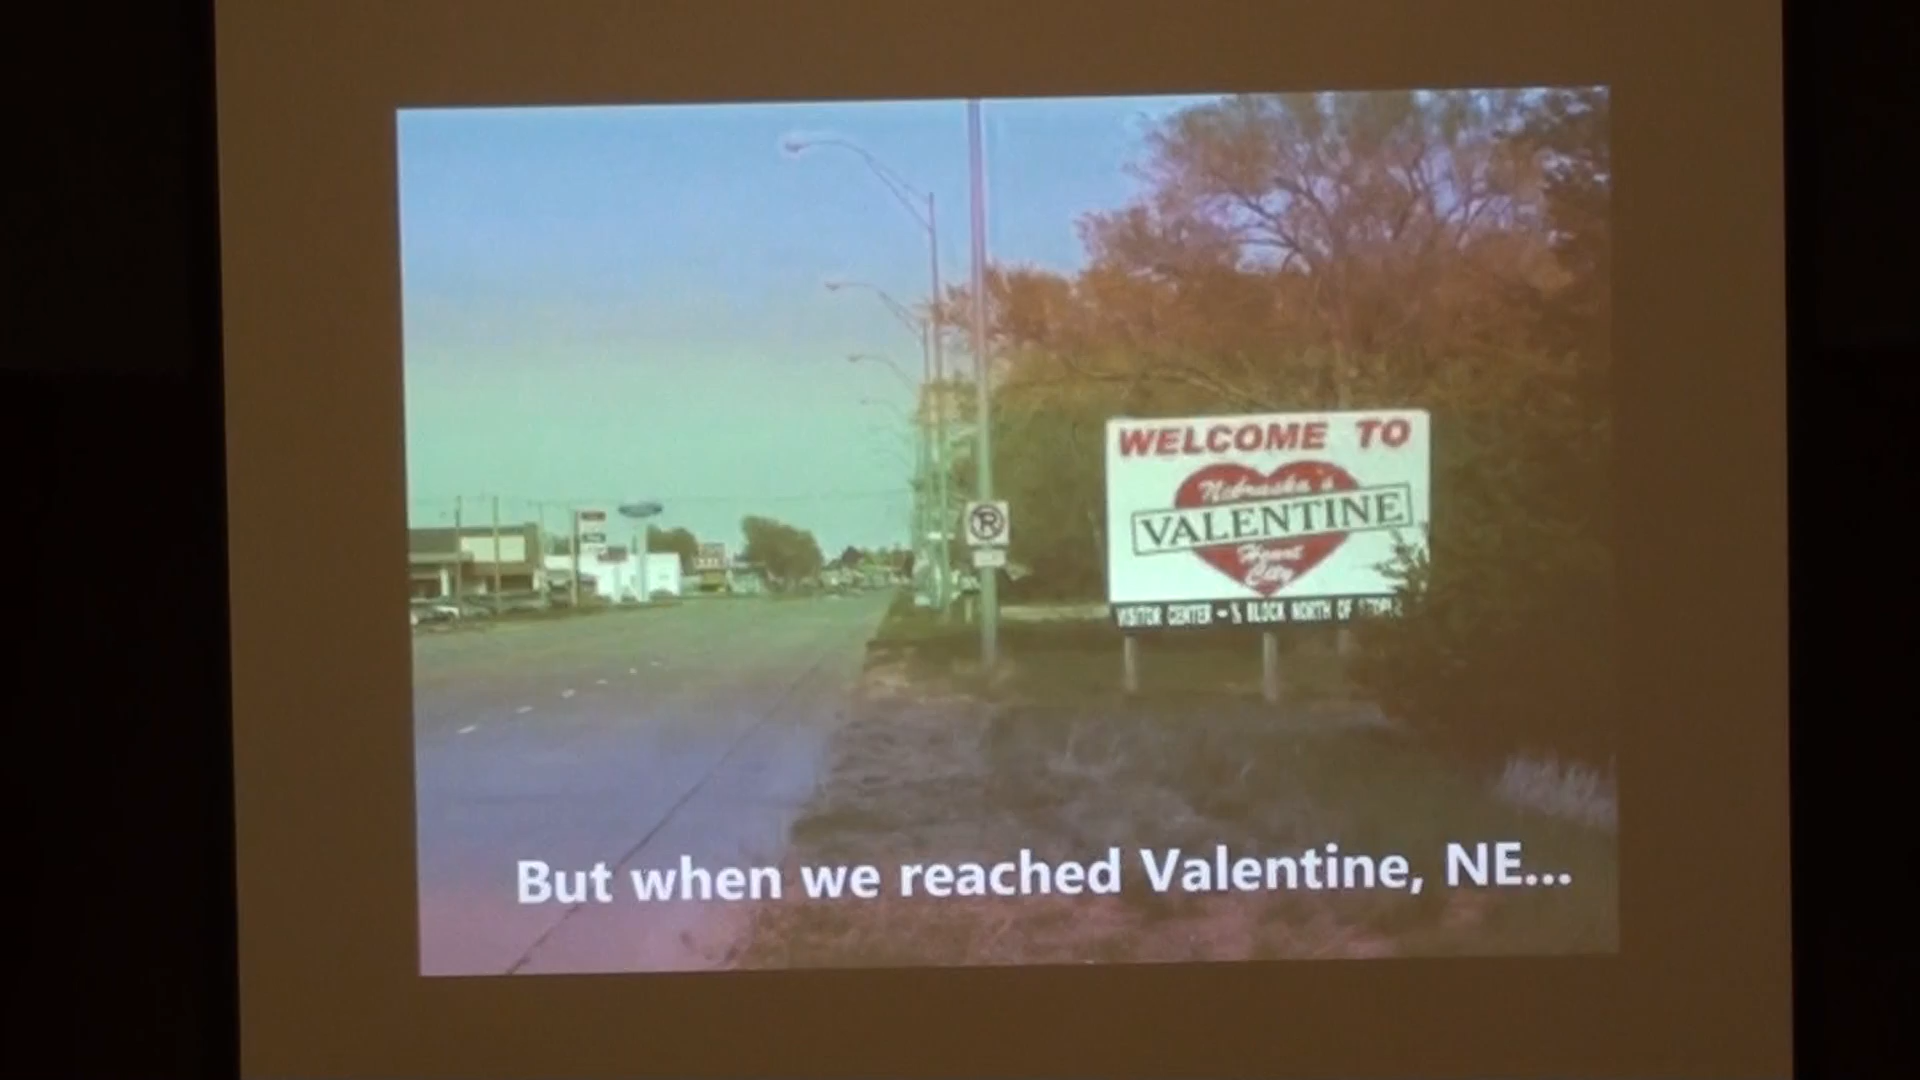 WELCOME TO
Nebraska's
VALENTINE
Heart
City
VISITOR CENTER - ½ BLOCK NORTH OF
But when we reached Valentine, NE...